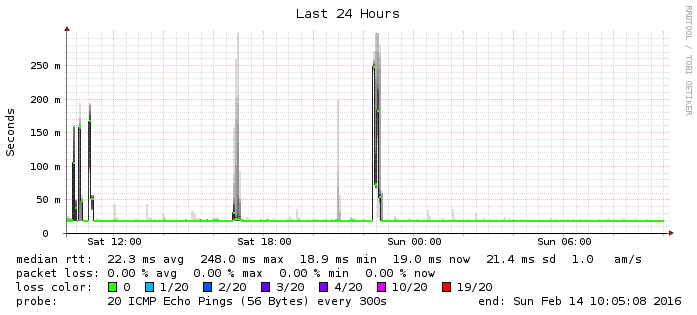 Last 24 Hours
RRDTOOL / TOBI OETIKER
Seconds
250 m
200 m
150 m
100 m
50 m
0
Sat 12:00 Sat 18:00 Sun 00:00 Sun 06:00
median rtt: 22.3 ms avg 248.0 ms max 18.9 ms min 19.0 ms now 21.4 ms sd 1.0 am/s
packet loss: 0.00 % avg 0.00 % max 0.00 % min 0.00 % now
loss color: 0 1/20 2/20 3/20 4/20 10/20 19/20
probe: 20 ICMP Echo Pings (56 Bytes) every 300s end: Sun Feb 14 10:05:08 2016